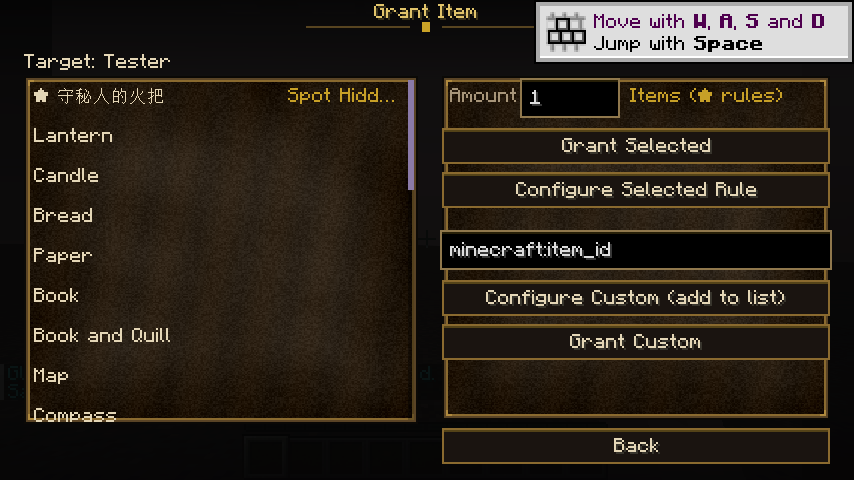 Grant Item
Move with W, A, S and D
Jump with Space
Target: Tester
★ 守秘人的火把 Spot Hidd...
Lantern
Candle
Bread
Paper
Book
Book and Quill
Map
Compass
Amount 1 Items (★ rules)
Grant Selected
Configure Selected Rule
minecraft:item_id
Configure Custom (add to list)
Grant Custom
Back